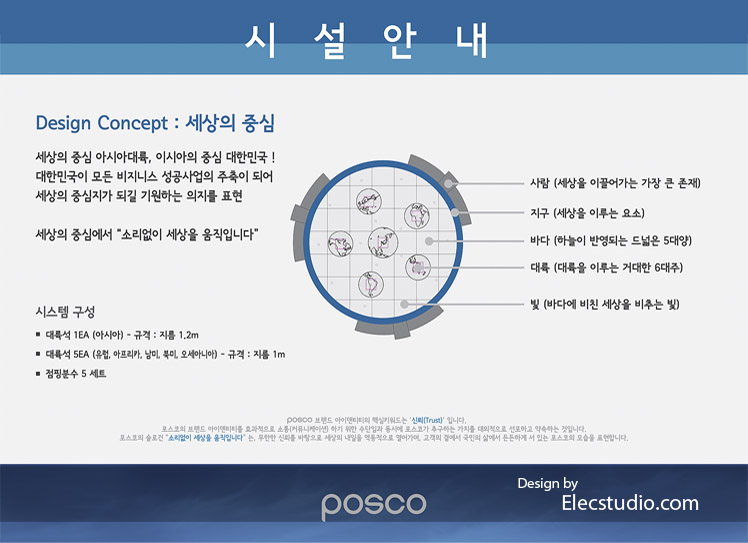 시 설 안 내
Design Concept : 세상의 중심
세상의 중심 아시아대륙, 이시아의 중심 대한민국 !
대한민국이 모든 비지니스 성공사업의 주축이 되어
세상의 중심지가 되길 기원하는 의지를 표현
세상의 중심에서 "소리없이 세상을 움직입니다"
사람 (세상을 이끌어가는 가장 큰 존재)
지구 (세상을 이루는 요소)
바다 (하늘이 반영되는 드넓은 5대양)
대륙 (대륙을 이루는 거대한 6대주)
빛 (바다에 비친 세상을 비추는 빛)
시스템 구성
▪ 대륙석 1EA (아시아) - 규격 : 지름 1.2m
▪ 대륙석 5EA (유럽, 아프리카, 남미, 북미, 오세아니아) - 규격 : 지름 1m
▪ 점핑분수 5 세트
posco 브랜드 아이덴티티의 핵심키워드는 '신뢰(Trust)' 입니다.
포스코의 브랜드 아이덴티티를 효과적으로 소통(커뮤니케이션) 하기 위한 수단임과 동시에 포스코가 추구하는 가치를 대외적으로 선포하고 약속하는 것입니다.
포스코의 슬로건 "소리없이 세상을 움직입니다" 는, 무한한 신뢰를 바탕으로 세상의 내일을 역동적으로 열어가며, 고객의 곁에서 국민의 삶에서 든든하게 서 있는 포스코의 모습을 표현합니다.
posco
Design by
Elecstudio.com